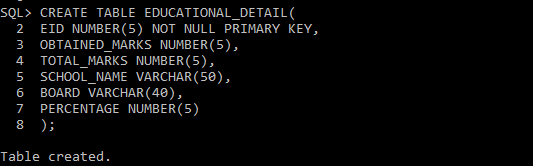 SQL> CREATE TABLE EDUCATIONAL_DETAIL(
2 EID NUMBER(5) NOT NULL PRIMARY KEY,
3 OBTAINED_MARKS NUMBER(5),
4 TOTAL_MARKS NUMBER(5),
5 SCHOOL_NAME VARCHAR(50),
6 BOARD VARCHAR(40),
7 PERCENTAGE NUMBER(5)
8 );
Table created.